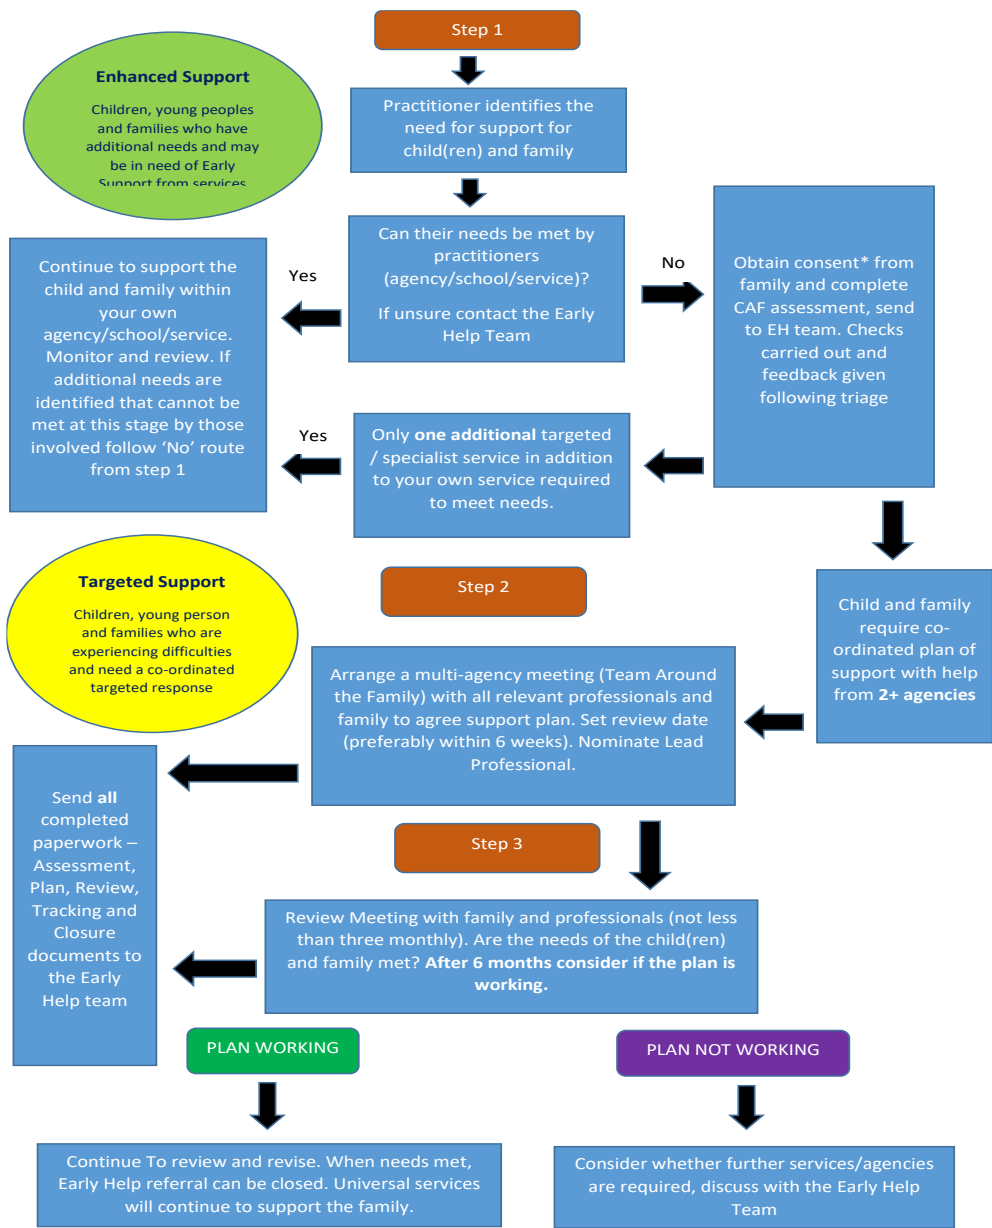 Step 1
Enhanced Support
Children, young peoples
and families who have
additional needs and may
be in need of Early
Support from services
Practitioner identifies the
need for support for
child(ren) and family
Can their needs be met by
practitioners
(agency/school/service)?
If unsure contact the Early
Help Team
Yes
No
Continue to support the
child and family within
your own
agency/school/service.
Monitor and review. If
additional needs are
identified that cannot be
met at this stage by those
involved follow ‘No’ route
from step 1
Obtain consent* from
family and complete
CAF assessment, send
to EH team. Checks
carried out and
feedback given
following triage
Yes
Only one additional targeted
/ specialist service in addition
to your own service required
to meet needs.
Targeted Support
Children, young person
and families who are
experiencing difficulties
and need a co-ordinated
targeted response
Step 2
Child and family
require co-
ordinated plan of
support with help
from 2+ agencies
Arrange a multi-agency meeting (Team Around
the Family) with all relevant professionals and
family to agree support plan. Set review date
(preferably within 6 weeks). Nominate Lead
Professional.
Send all
completed
paperwork –
Assessment,
Plan, Review,
Tracking and
Closure
documents to
the Early
Help team
Step 3
Review Meeting with family and professionals (not less
than three monthly). Are the needs of the child(ren)
and family met? After 6 months consider if the plan is
working.
PLAN WORKING
PLAN NOT WORKING
Continue To review and revise. When needs met,
Early Help referral can be closed. Universal services
will continue to support the family.
Consider whether further services/agencies
are required, discuss with the Early Help
Team